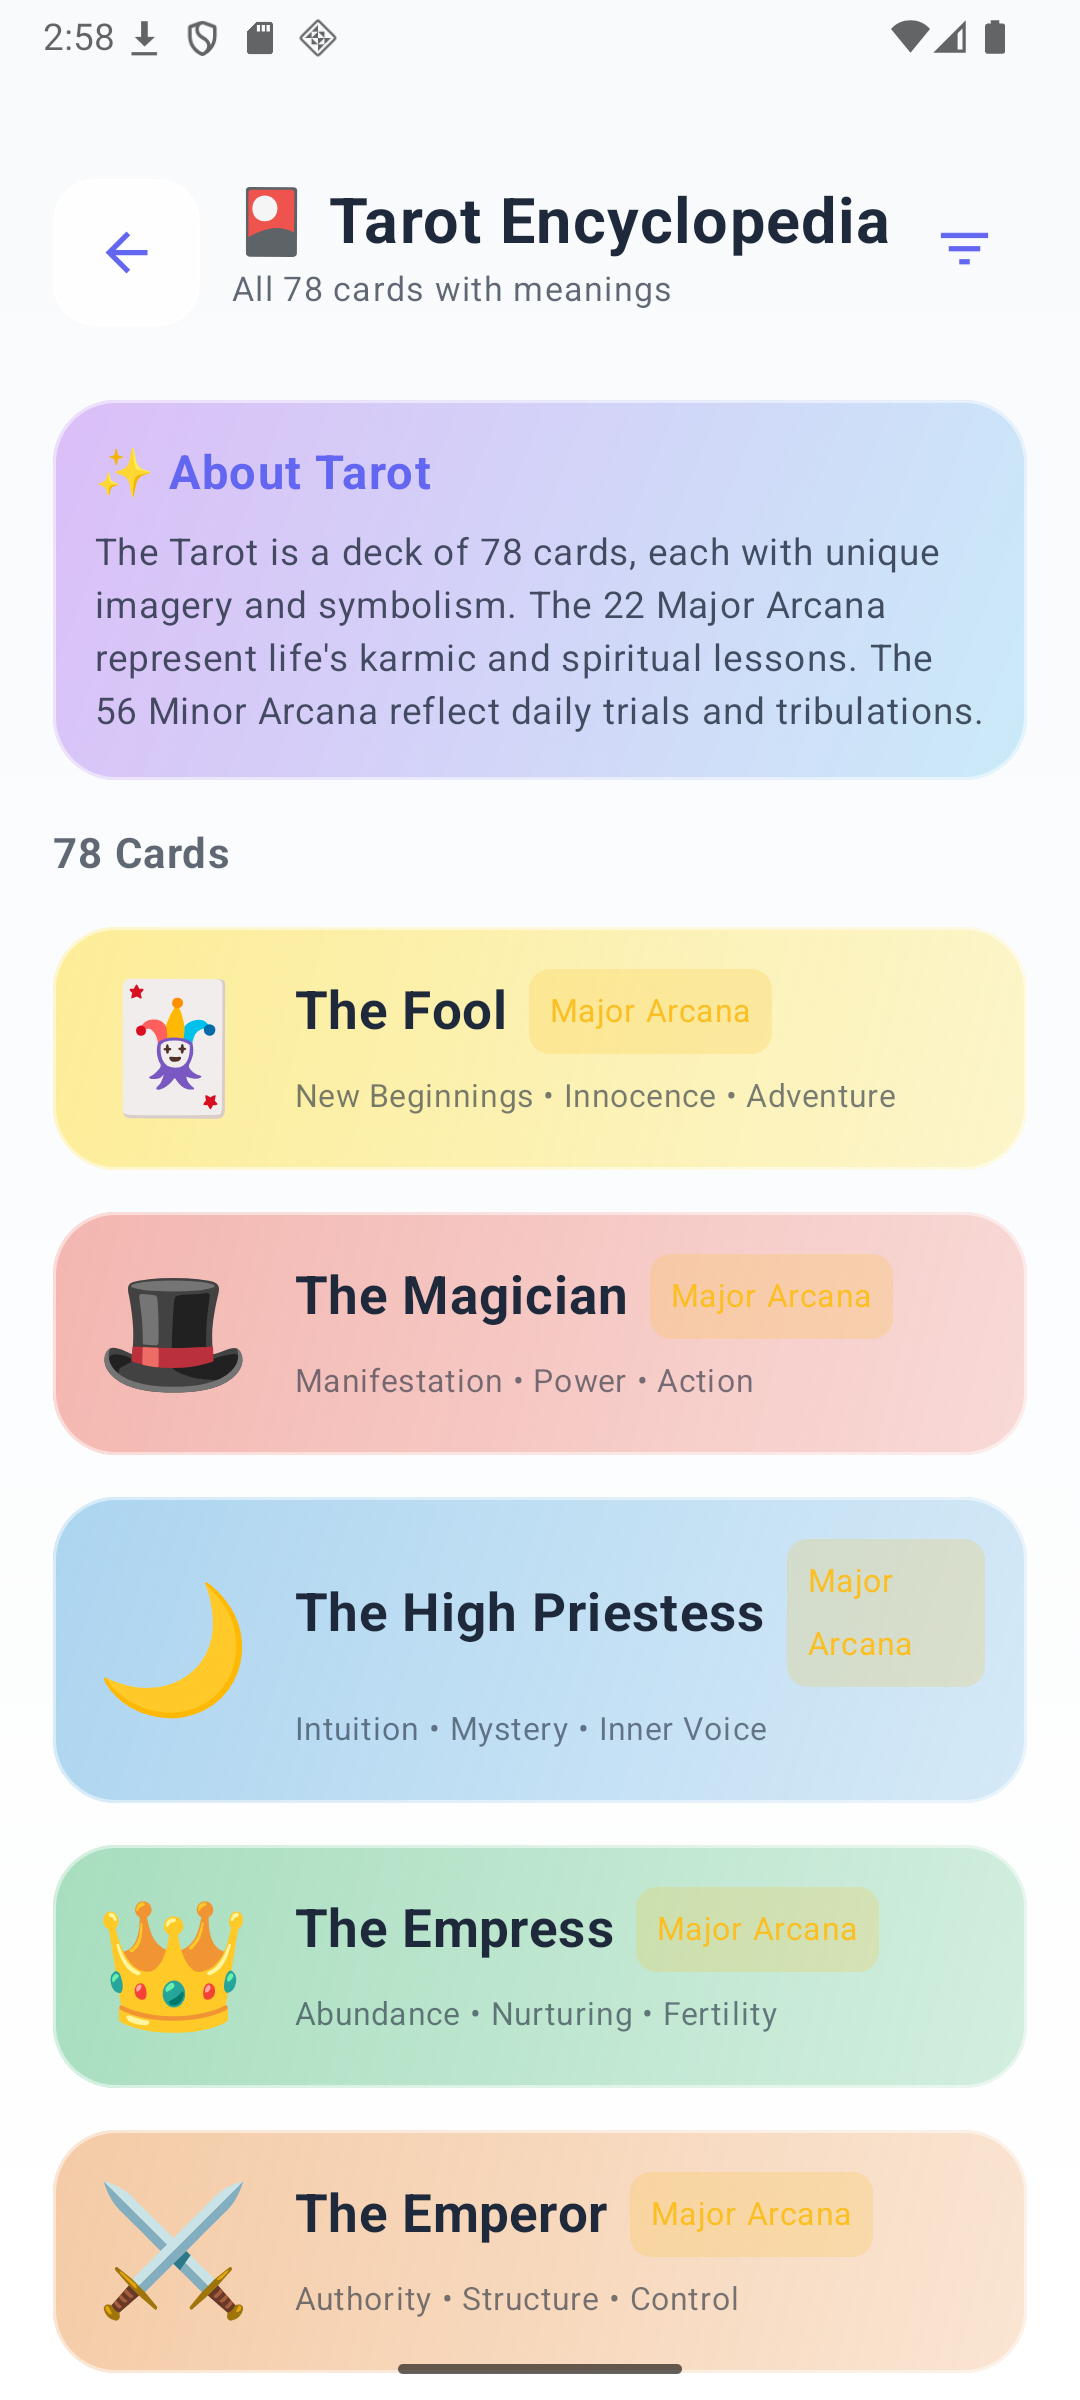 2:58
🎴 Tarot Encyclopedia
All 78 cards with meanings
✨ About Tarot
The Tarot is a deck of 78 cards, each with unique
imagery and symbolism. The 22 Major Arcana
represent life's karmic and spiritual lessons. The
56 Minor Arcana reflect daily trials and tribulations.
78 Cards
The Fool Major Arcana
New Beginnings • Innocence • Adventure
The Magician Major Arcana
Manifestation • Power • Action
The High Priestess Major
Arcana
Intuition • Mystery • Inner Voice
The Empress Major Arcana
Abundance • Nurturing • Fertility
The Emperor Major Arcana
Authority • Structure • Control